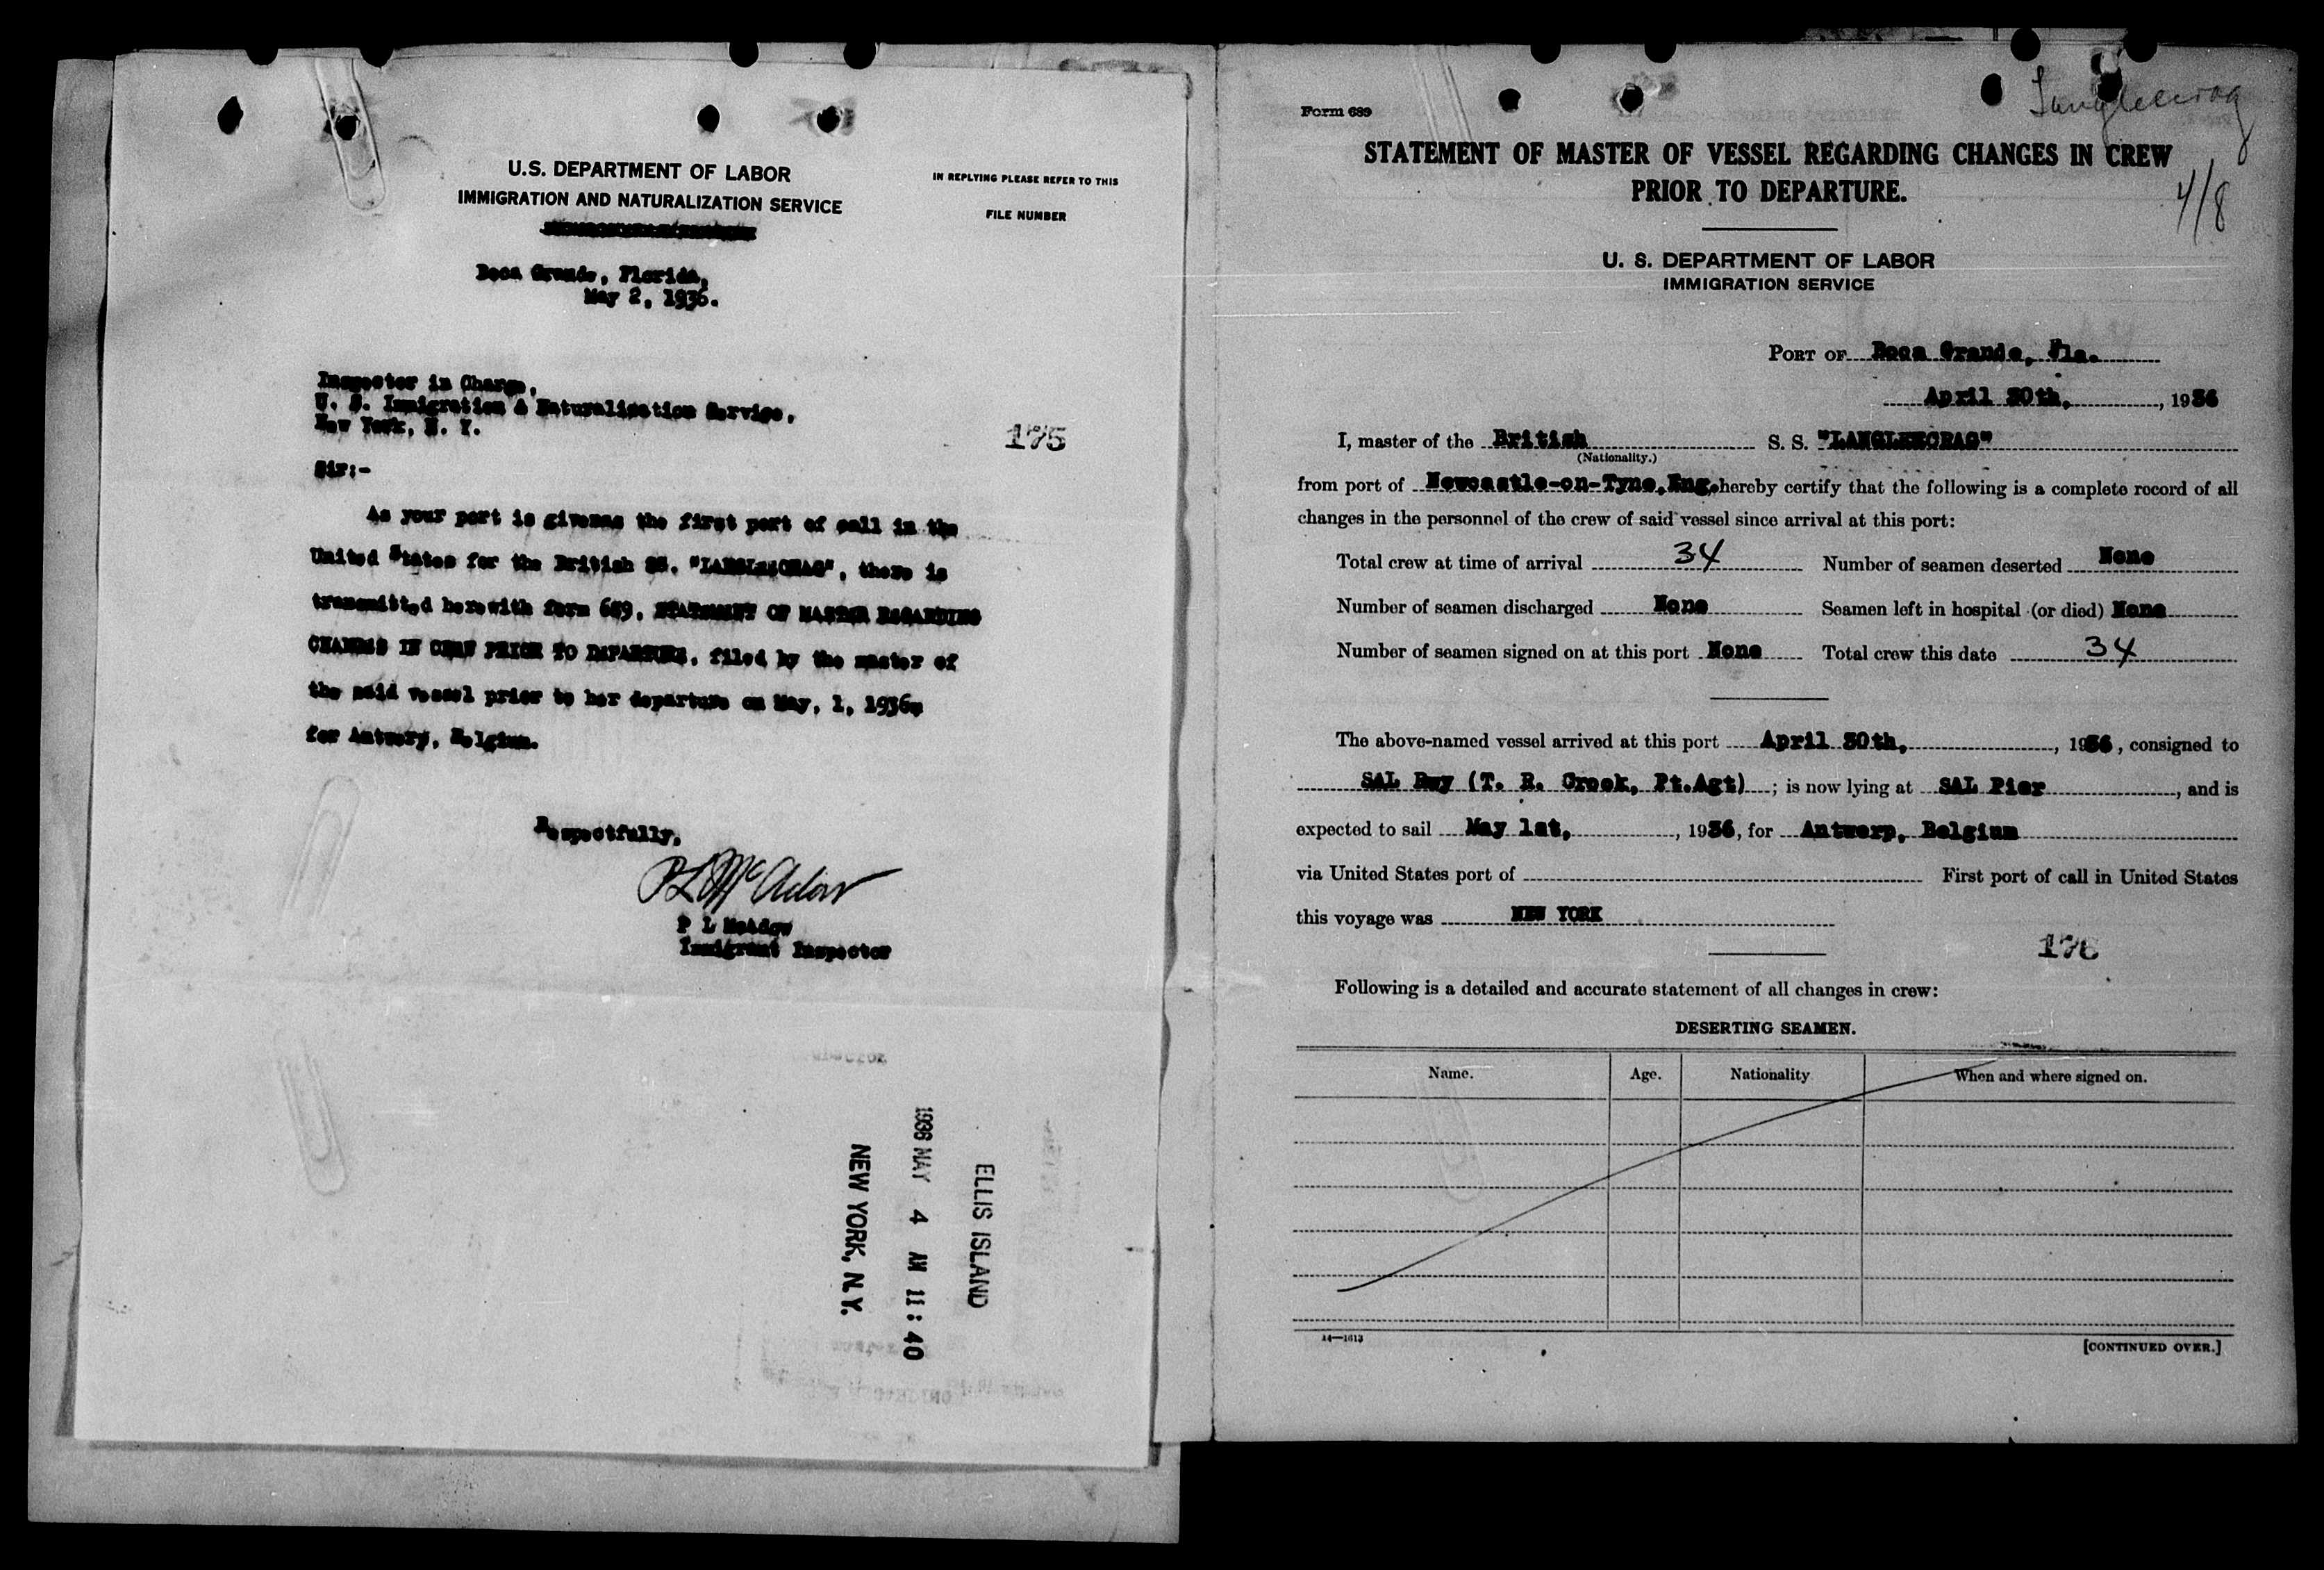 U.S. DEPARTMENT OF LABOR
IMMIGRATION AND NATURALIZATION SERVICE
IN REPLYING PLEASE REFER TO THIS
FILE NUMBER
Boca Grande, Florida,
May 2, 1936.
Inspector in Charge,
U. S. Immigration & Naturalization Service,
New York, N. Y.
175
Sir:-
As your port is givenas the first port of call in the
United States for the British SS. "LANGLEECRAG", there is
transmitted herewith form 689, STATEMENT OF MASTER REGARDING
CHANGES IN CREW PRIOR TO DEPARTURE, filed by the master of
the said vessel prior to her departure on May, 1, 1936
for Antwerp, Belgium.
Respectfully,
P L McAdow
P L McAdow
Immigrant Inspector
ELLIS ISLAND
1936 MAY 4 AM 11:40
NEW YORK, N.Y.
Langleecrag
4/8
Form 689
STATEMENT OF MASTER OF VESSEL REGARDING CHANGES IN CREW
PRIOR TO DEPARTURE.
U. S. DEPARTMENT OF LABOR
IMMIGRATION SERVICE
PORT OF Boca Grande, Fla.
April 30th, , 1936
I, master of the British S. S. "LANGLEECRAG"
(Nationality.)
from port of Newcastle-on-Tyne, Eng. hereby certify that the following is a complete record of all
changes in the personnel of the crew of said vessel since arrival at this port:
Total crew at time of arrival 34 Number of seamen deserted None
Number of seamen discharged None Seamen left in hospital (or died) None
Number of seamen signed on at this port None Total crew this date 34
The above-named vessel arrived at this port April 30th, , 1936, consigned to
SAL Rwy (T. R. Crook, Pt.Agt) ; is now lying at SAL Pier , and is
expected to sail May 1st, , 1936, for Antwerp, Belgium
via United States port of First port of call in United States
this voyage was NEW YORK
176
Following is a detailed and accurate statement of all changes in crew:
DESERTING SEAMEN.
Name. Age. Nationality When and where signed on.
14—1613
[CONTINUED OVER.]